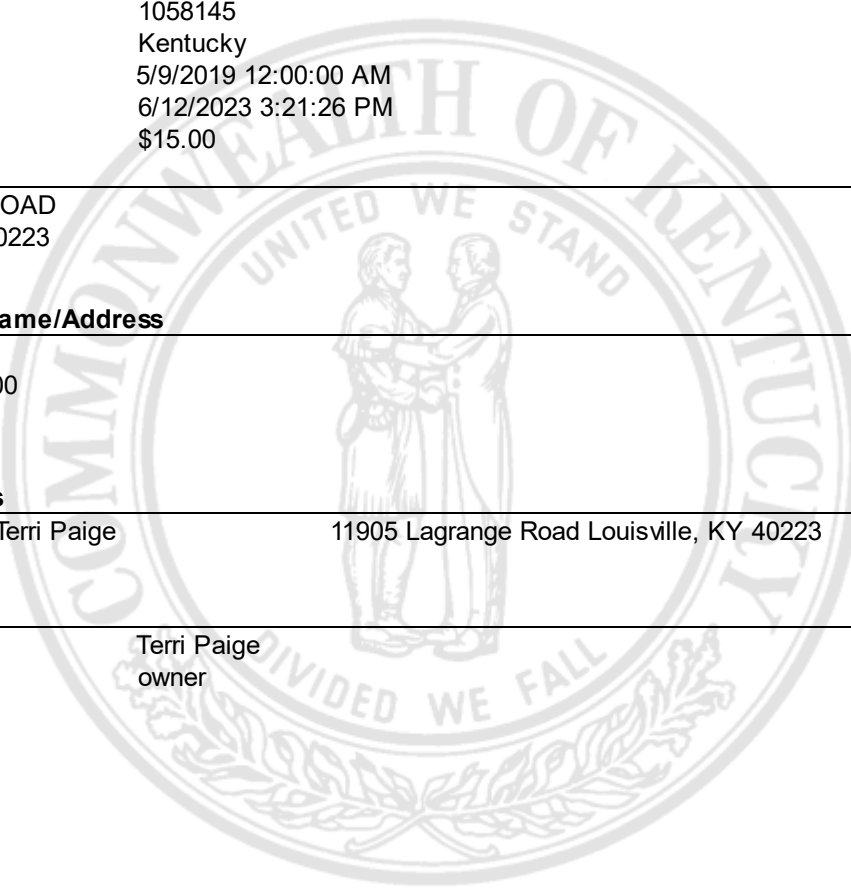 1058145
Kentucky
5/9/2019 12:00:00 AM
6/12/2023 3:21:26 PM
$15.00
OAD
0223
ame/Address
00
s
Terri Paige 11905 Lagrange Road Louisville, KY 40223
Terri Paige
owner
COMMONWEALTH OF KENTUCKY
UNITED WE STAND
DIVIDED WE FALL